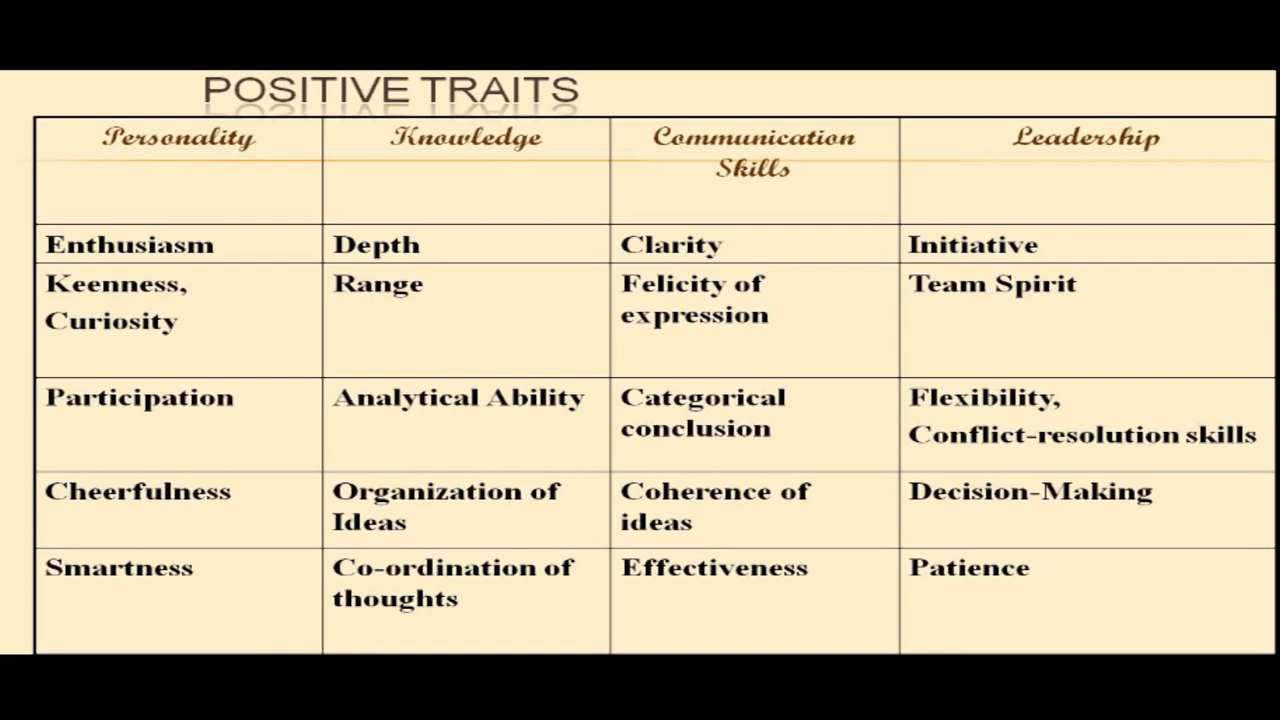 POSITIVE TRAITS
Personality
Knowledge
Communication
Skills
Leadership
Enthusiasm
Depth
Clarity
Initiative
Keenness,
Curiosity
Range
Felicity of
expression
Team Spirit
Participation
Analytical Ability
Categorical
conclusion
Flexibility,
Conflict-resolution skills
Cheerfulness
Organization of
Ideas
Coherence of
ideas
Decision-Making
Smartness
Co-ordination of
thoughts
Effectiveness
Patience